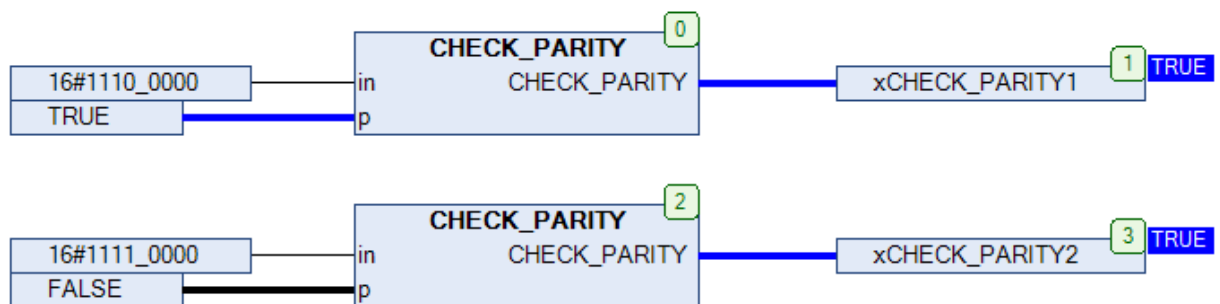 0
CHECK_PARITY
16#1110_0000 in CHECK_PARITY xCHECK_PARITY1 1 TRUE
TRUE p
2
CHECK_PARITY
16#1111_0000 in CHECK_PARITY xCHECK_PARITY2 3 TRUE
FALSE p